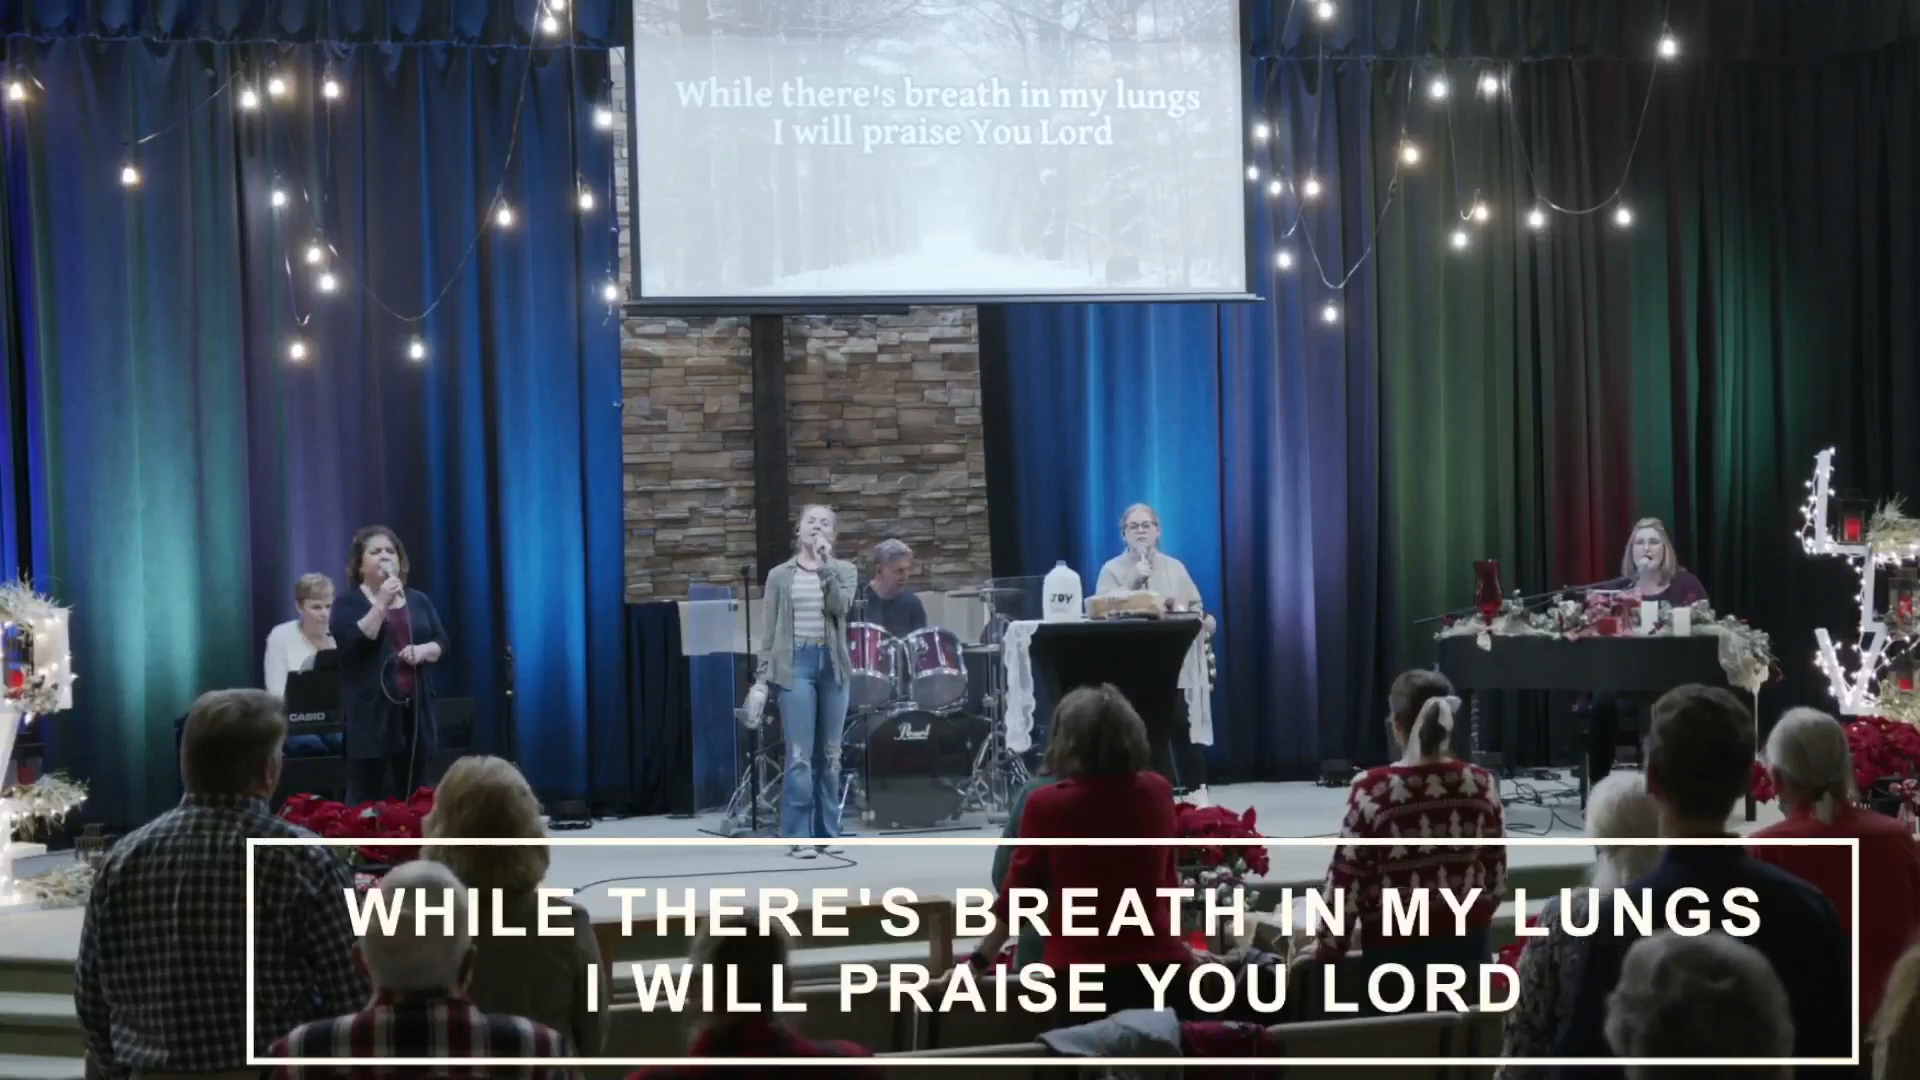 While there's breath in my lungs
I will praise You Lord
JOY
CASIO
Pearl
WHILE THERE'S BREATH IN MY LUNGS
I WILL PRAISE YOU LORD